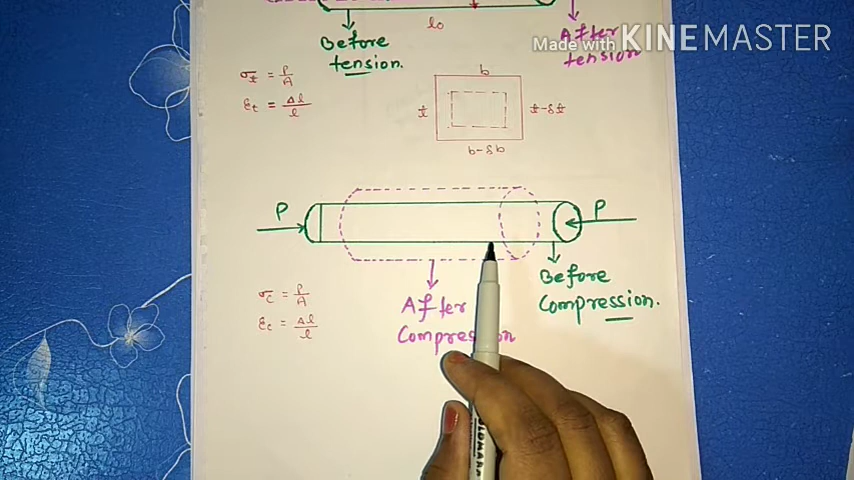 l₀
Before
tension.
After
tension
Made with KINEMASTER
σt = P/A
εt = Δl/l
b
t
t-δt
b-δb
P
P
Before
Compression.
σc = P/A
εc = Δl/l
After
Compression